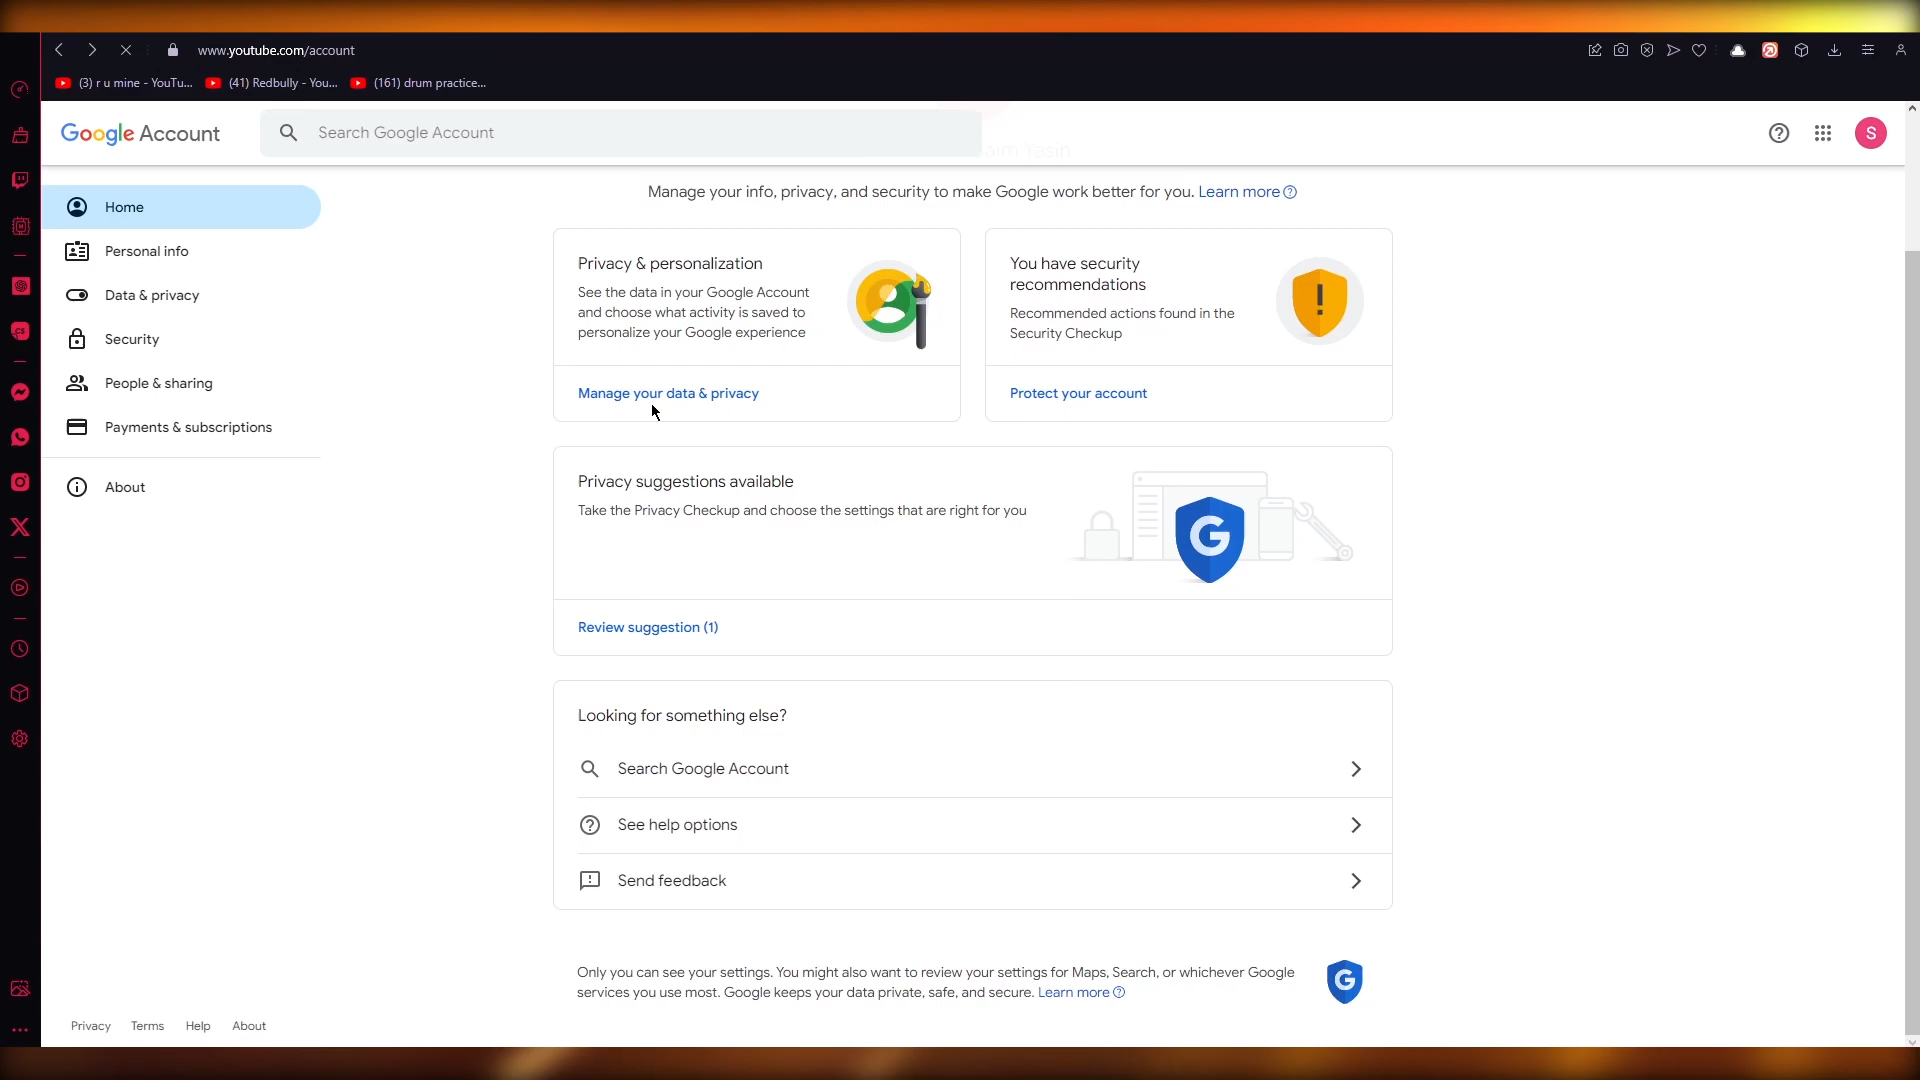 www.youtube.com/account
(3) r u mine - YouTu...
(41) Redbully - You...
(161) drum practice...
Google Account
Search Google Account
S
aim Yasin
Manage your info, privacy, and security to make Google work better for you. Learn more
Home
Personal info
Data & privacy
Security
People & sharing
Payments & subscriptions
About
Privacy & personalization
See the data in your Google Account
and choose what activity is saved to
personalize your Google experience
Manage your data & privacy
You have security
recommendations
Recommended actions found in the
Security Checkup
Protect your account
Privacy suggestions available
Take the Privacy Checkup and choose the settings that are right for you
G
Review suggestion (1)
Looking for something else?
Search Google Account
See help options
Send feedback
Only you can see your settings. You might also want to review your settings for Maps, Search, or whichever Google
services you use most. Google keeps your data private, safe, and secure. Learn more
G
Privacy Terms Help About